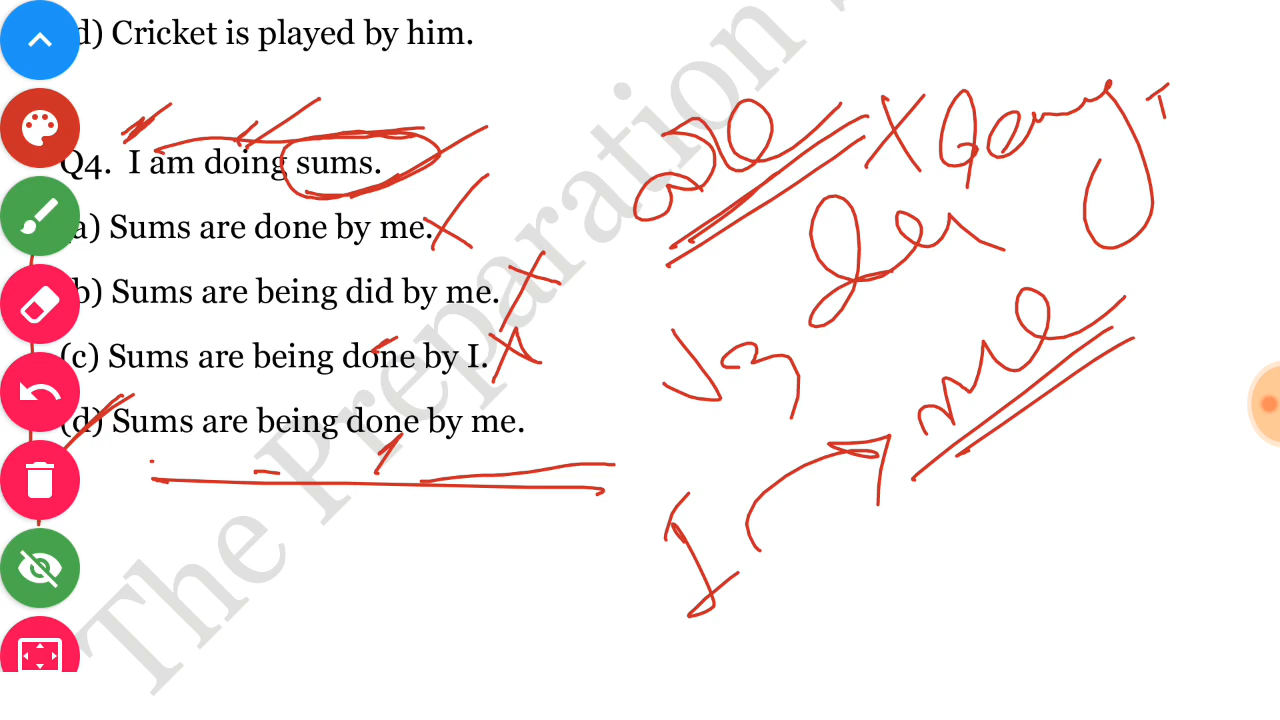 d) Cricket is played by him.
Q4. I am doing sums.
a) Sums are done by me.
b) Sums are being did by me.
(c) Sums are being done by I.
(d) Sums are being done by me.
are X
V3
me
I
The Preparation